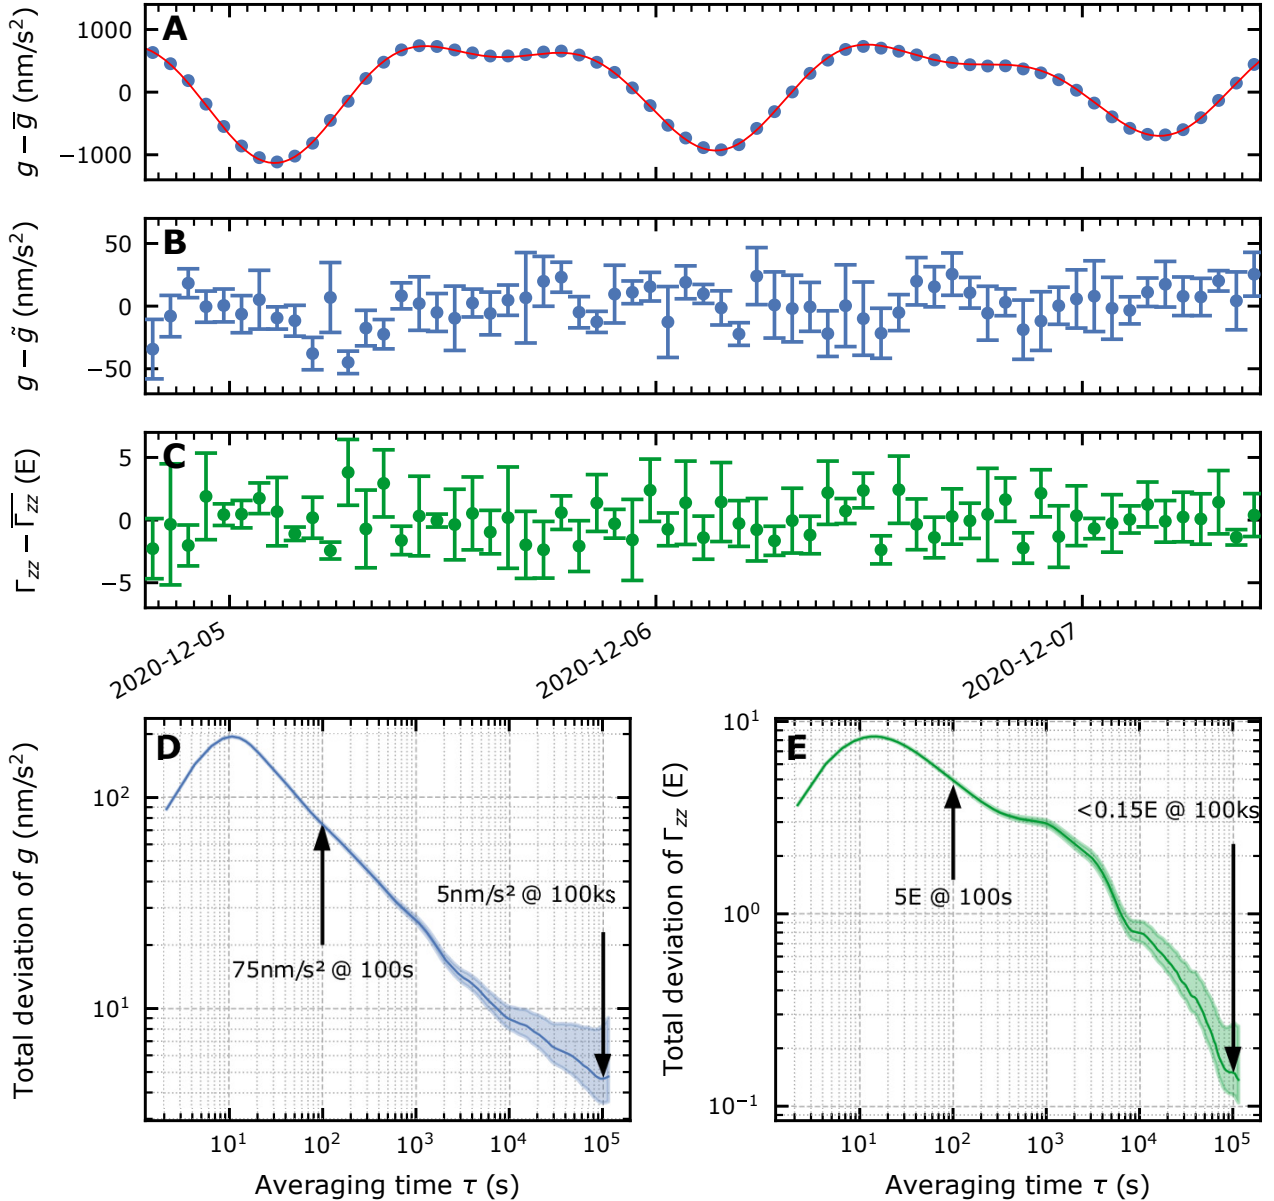 A
g − g̅ (nm/s²)
1000
0
−1000
B
g − g̃ (nm/s²)
50
0
−50
C
Γzz − Γ̅z̅z̅ (E)
5
0
−5
2020-12-05
2020-12-06
2020-12-07
D
Total deviation of g (nm/s²)
10²
10¹
75nm/s² @ 100s
5nm/s² @ 100ks
10¹ 10² 10³ 10⁴ 10⁵
Averaging time τ (s)
E
Total deviation of Γzz (E)
10¹
10⁰
10⁻¹
5E @ 100s
<0.15E @ 100ks
10¹ 10² 10³ 10⁴ 10⁵
Averaging time τ (s)